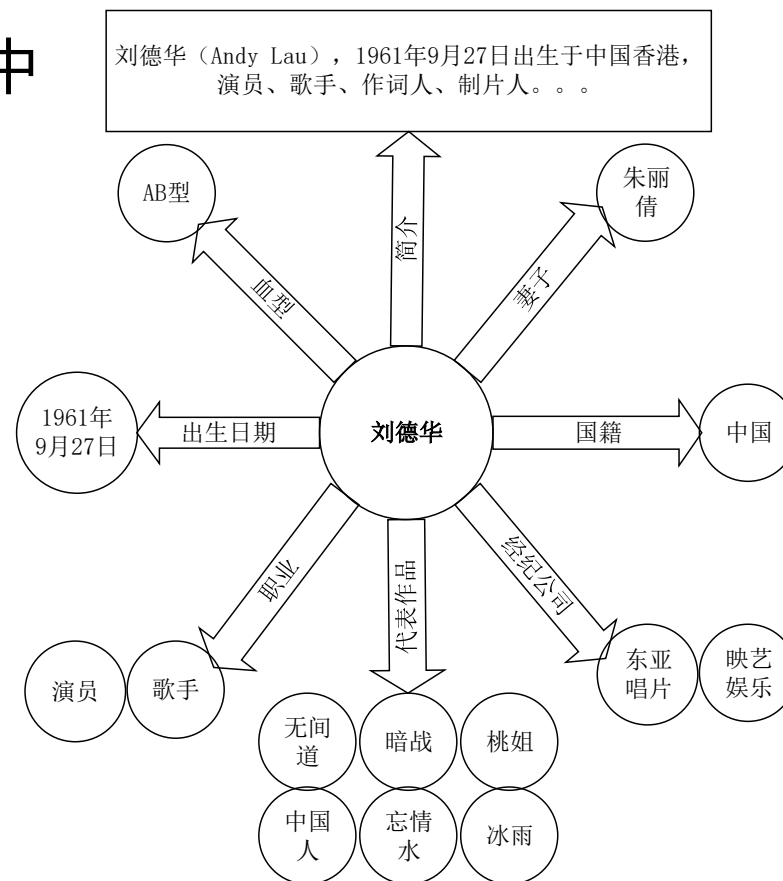 中
刘德华（Andy Lau），1961年9月27日出生于中国香港，
演员、歌手、作词人、制片人。。。
AB型
简介
朱丽
倩
血型
妻子
1961年
9月27日
出生日期
刘德华
国籍
中国
职业
代表作品
经纪公司
演员
歌手
东亚
唱片
映艺
娱乐
无间
道
暗战
桃姐
中国
人
忘情
水
冰雨